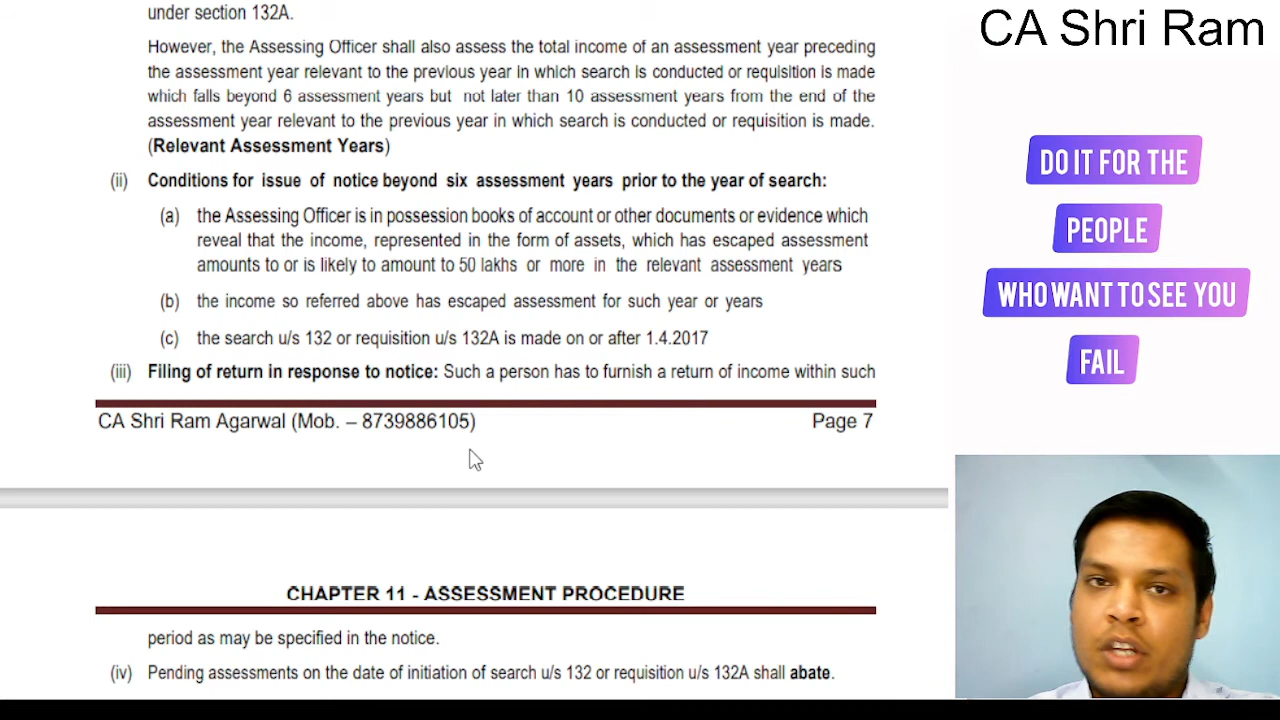 under section 132A.
However, the Assessing Officer shall also assess the total income of an assessment year preceding
the assessment year relevant to the previous year in which search is conducted or requisition is made
which falls beyond 6 assessment years but not later than 10 assessment years from the end of the
assessment year relevant to the previous year in which search is conducted or requisition is made.
(Relevant Assessment Years)
(ii) Conditions for issue of notice beyond six assessment years prior to the year of search:
(a) the Assessing Officer is in possession books of account or other documents or evidence which
reveal that the income, represented in the form of assets, which has escaped assessment
amounts to or is likely to amount to 50 lakhs or more in the relevant assessment years
(b) the income so referred above has escaped assessment for such year or years
(c) the search u/s 132 or requisition u/s 132A is made on or after 1.4.2017
(iii) Filing of return in response to notice: Such a person has to furnish a return of income within such
CA Shri Ram Agarwal (Mob. – 8739886105) Page 7
CHAPTER 11 - ASSESSMENT PROCEDURE
period as may be specified in the notice.
(iv) Pending assessments on the date of initiation of search u/s 132 or requisition u/s 132A shall abate.
CA Shri Ram
DO IT FOR THE
PEOPLE
WHO WANT TO SEE YOU
FAIL